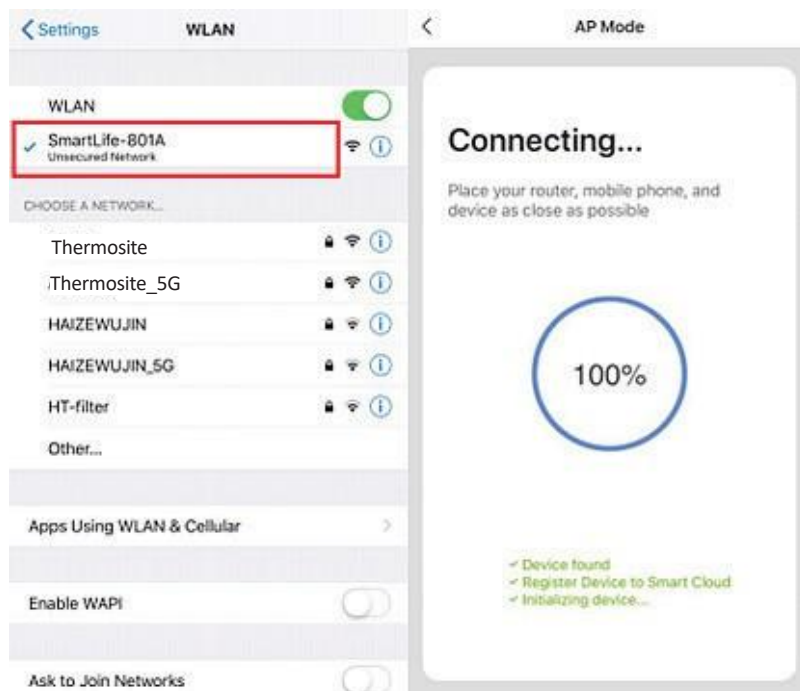 Settings
WLAN
WLAN
SmartLife-801A
Unsecured Network
CHOOSE A NETWORK...
Thermosite
Thermosite_5G
HAIZEWUJIN
HAIZEWUJIN_5G
HT-filter
Other...
Apps Using WLAN & Cellular
Enable WAPI
Ask to Join Networks
AP Mode
Connecting...
Place your router, mobile phone, and
device as close as possible
100%
Device found
Register Device to Smart Cloud
Initializing device...